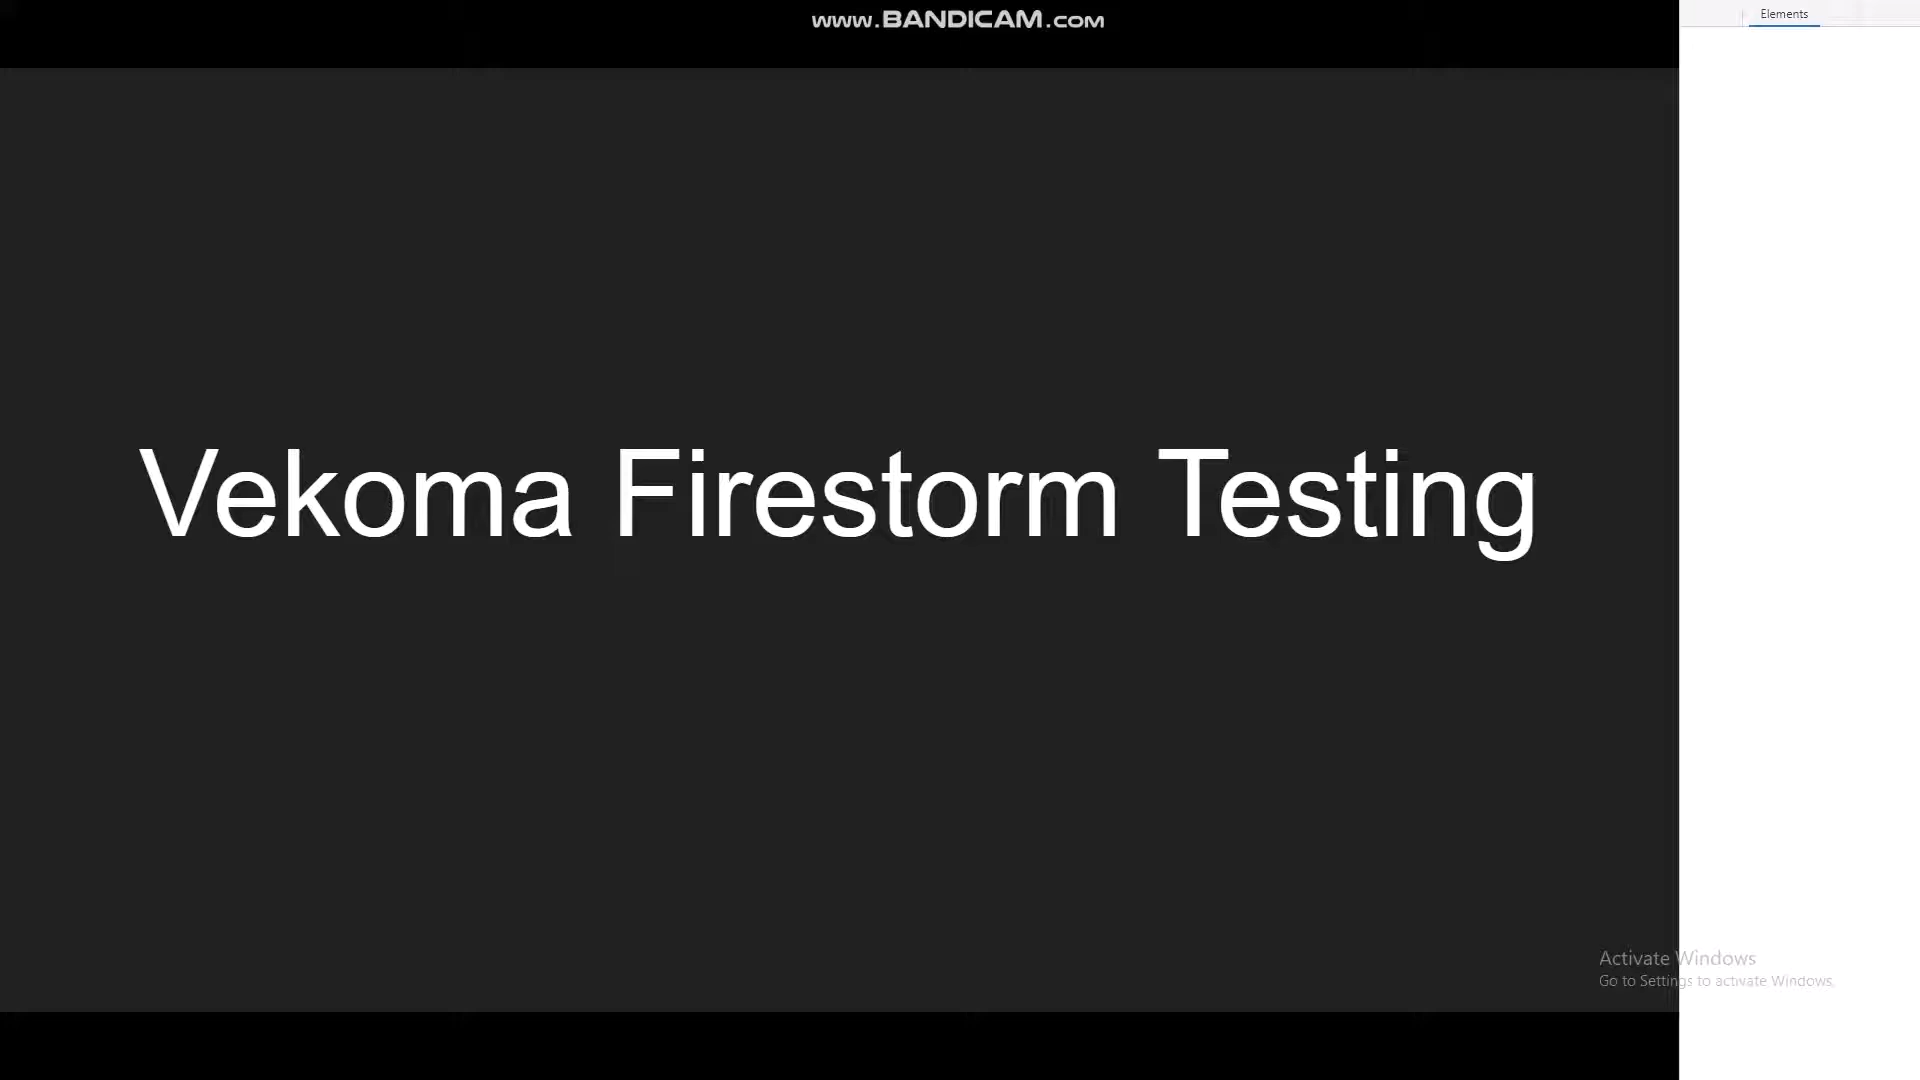 www.BANDICAM.com
Elements
Vekoma Firestorm Testing
Activate Windows
Go to Settings to activate Windows.